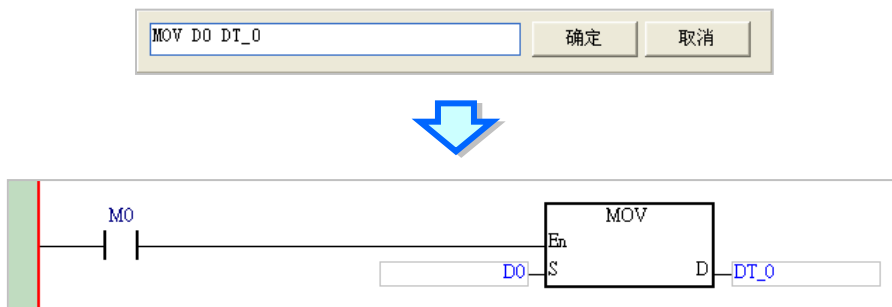 MOV D0 DT_0
确定
取消
M0
MOV
En
D0 S D DT_0